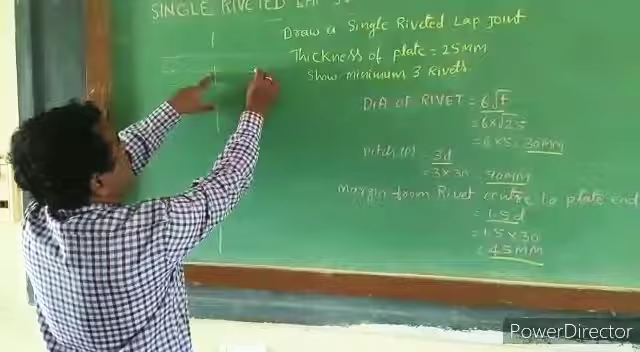 SINGLE RIVETED LAP
Draw a Single Riveted Lap Joint
Thickness of plate = 25MM
Show minimum 3 Rivets.
DIA OF RIVET = 6√t
= 6×√25
= 6×5 = 30MM
Pitch (P) = 3d
= 3×30 = 90MM
Margin from Rivet centre to plate end
= 1.5d
= 1.5×30
= 45MM
PowerDirector